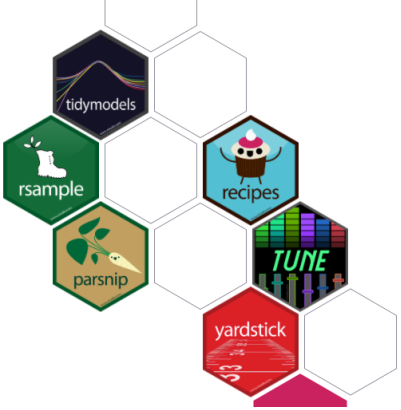 tidymodels
rsample
recipes
parsnip
TUNE
yardstick